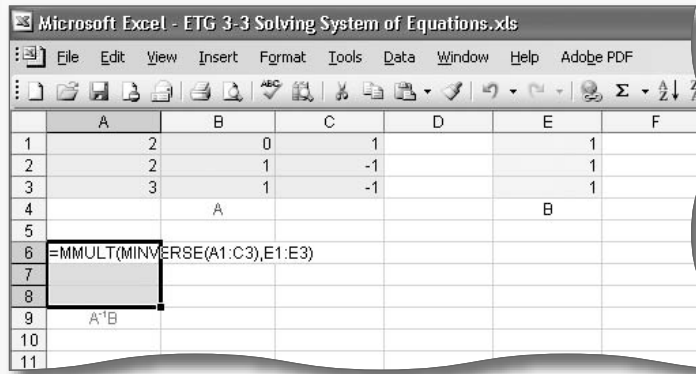 Microsoft Excel - ETG 3-3 Solving System of Equations.xls
File Edit View Insert Format Tools Data Window Help Adobe PDF
ABC Σ A Z
A B C D E F
1 2 0 1 1
2 2 1 -1 1
3 3 1 -1 1
4 A B
5
6 =MMULT(MINVERSE(A1:C3),E1:E3)
7
8
9 A⁻¹B
10
11